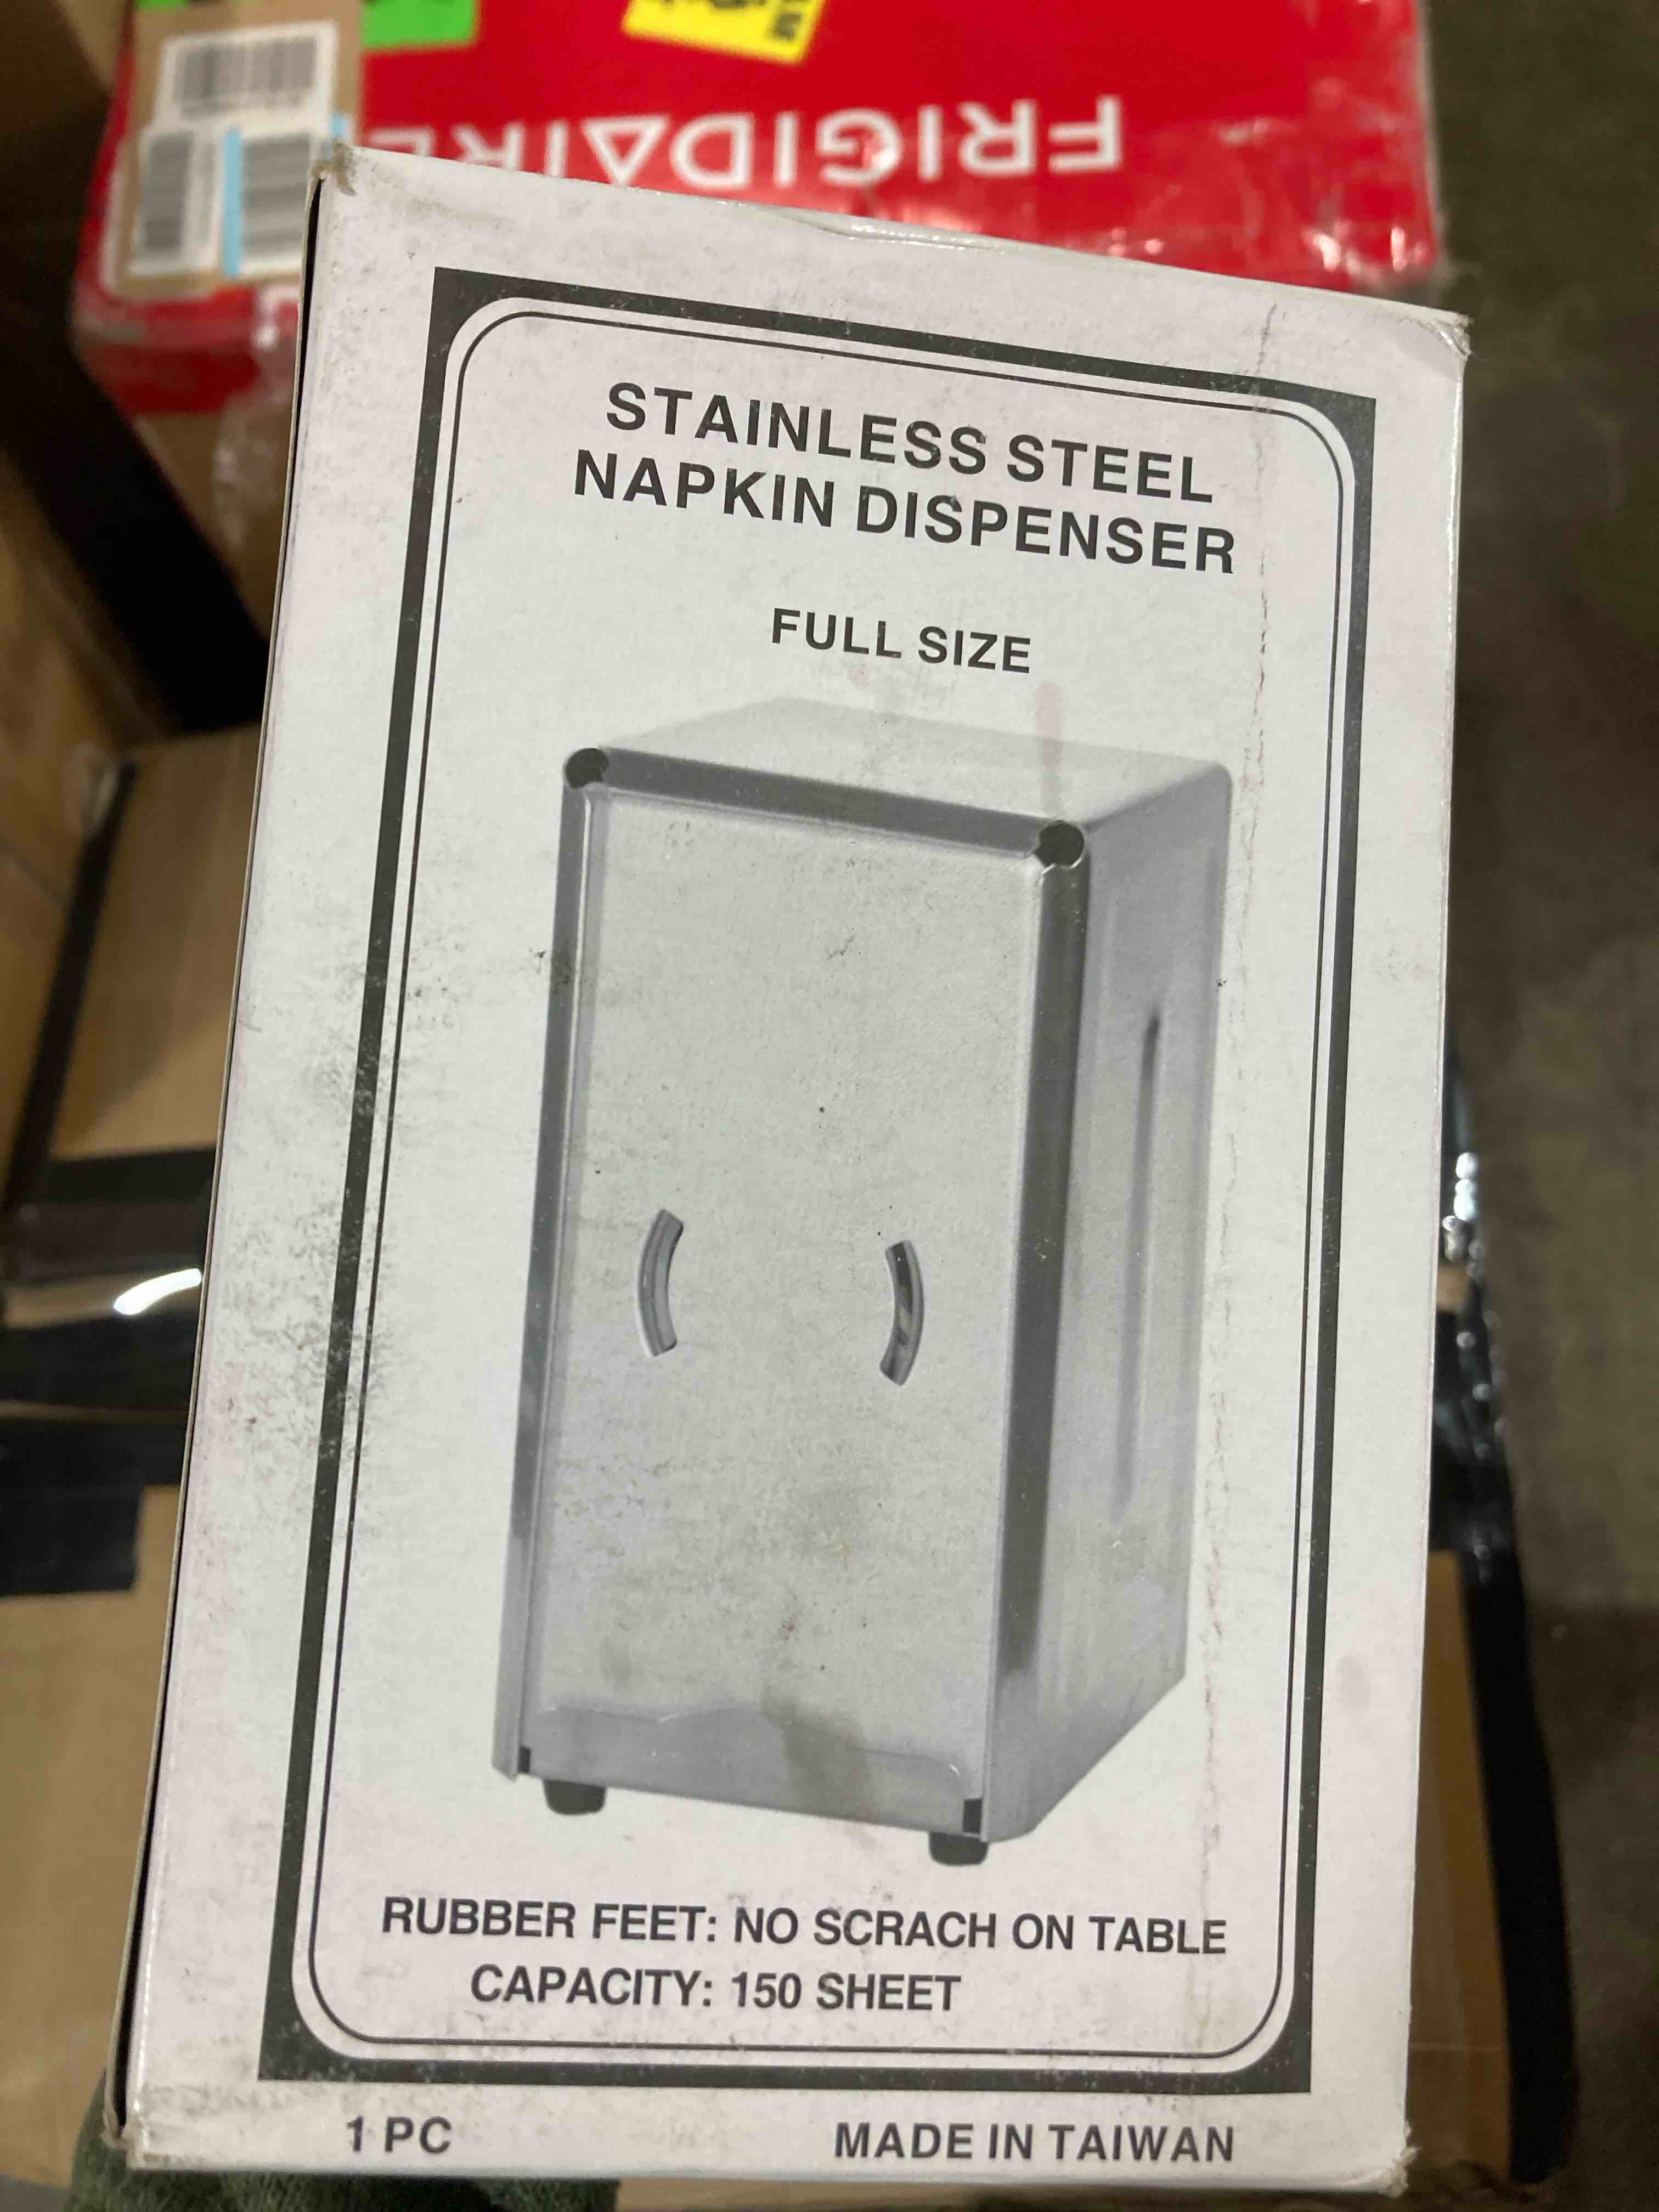 FRIGIDAIRE
STAINLESS STEEL
NAPKIN DISPENSER
FULL SIZE
RUBBER FEET: NO SCRACH ON TABLE
CAPACITY: 150 SHEET
1 PC
MADE IN TAIWAN